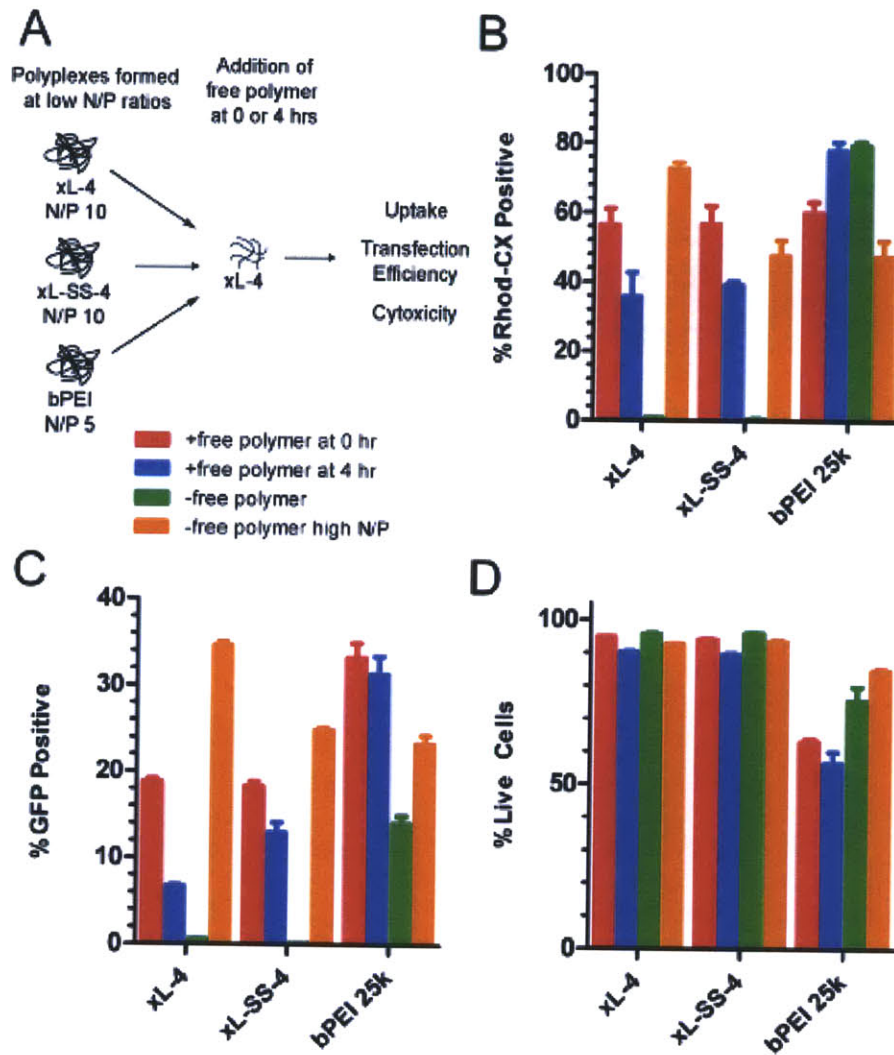 A
Polyplexes formed
at low N/P ratios
Addition of
free polymer
at 0 or 4 hrs
xL-4
N/P 10
xL-SS-4
N/P 10
bPEI
N/P 5
xL-4
Uptake
Transfection
Efficiency
Cytoxicity
+free polymer at 0 hr
+free polymer at 4 hr
-free polymer
-free polymer high N/P
B
%Rhod-CX Positive
100
80
60
40
20
0
xL-4
xL-SS-4
bPEI 25k
C
%GFP Positive
40
30
20
10
0
xL-4
xL-SS-4
bPEI 25k
D
%Live Cells
100
50
0
xL-4
xL-SS-4
bPEI 25k